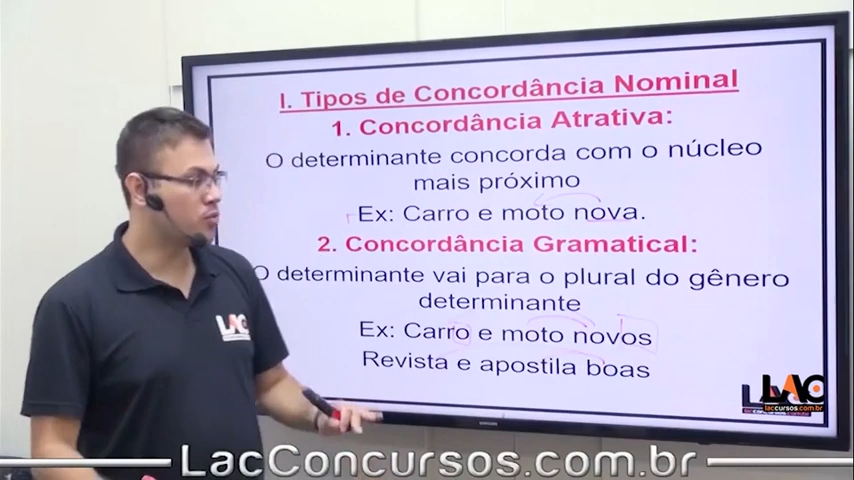 I. Tipos de Concordância Nominal
1. Concordância Atrativa:
O determinante concorda com o núcleo
mais próximo
Ex: Carro e moto nova.
2. Concordância Gramatical:
O determinante vai para o plural do gênero
determinante
Ex: Carro e moto novos
Revista e apostila boas
LAC
LAC
laccursos.com.br
SAMSUNG
LacConcursos.com.br